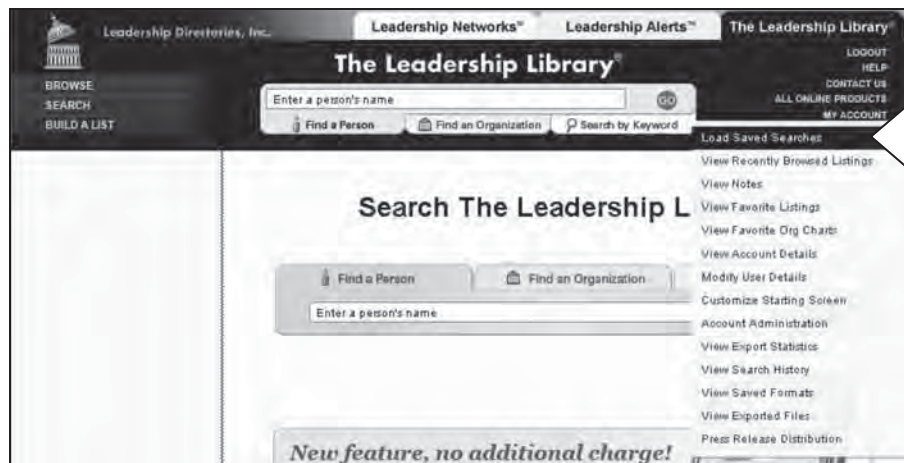 Leadership Directories, Inc.
Leadership Networks™ Leadership Alerts™ The Leadership Library®
BROWSE
SEARCH
BUILD A LIST
The Leadership Library®
Enter a person's name GO
Find a Person Find an Organization Search by Keyword
LOGOUT
HELP
CONTACT US
ALL ONLINE PRODUCTS
MY ACCOUNT
Load Saved Searches
View Recently Browsed Listings
View Notes
View Favorite Listings
View Favorite Org Charts
View Account Details
Modify User Details
Customize Starting Screen
Account Administration
View Export Statistics
View Search History
View Saved Formats
View Exported Files
Press Release Distribution
Search The Leadership L
Find a Person Find an Organization
Enter a person's name
New feature, no additional charge!